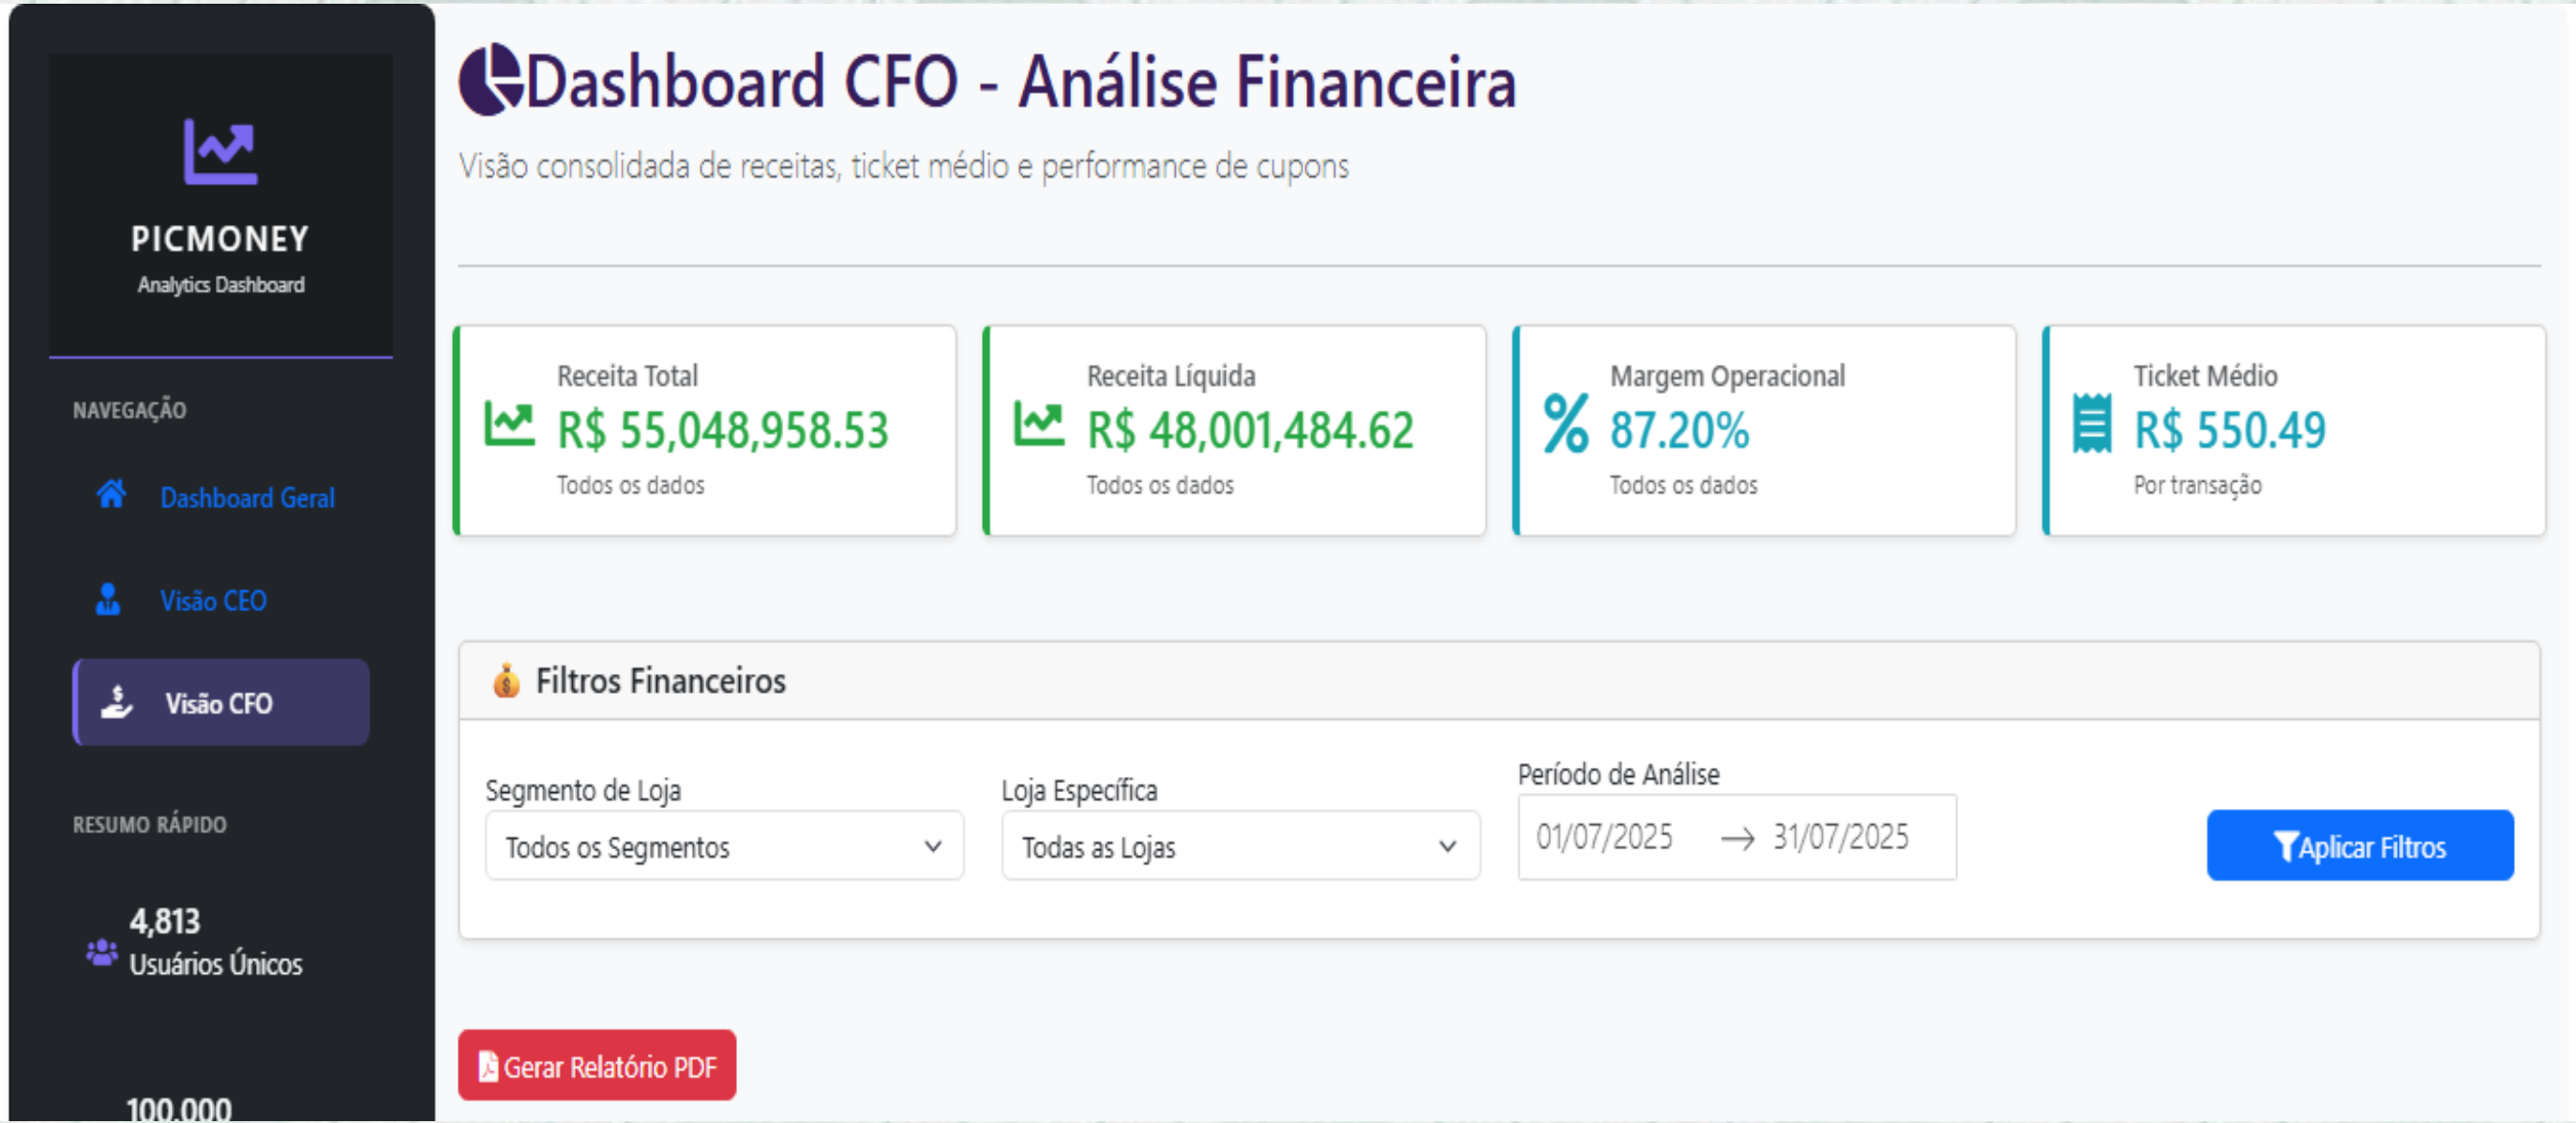 PICMONEY
Analytics Dashboard
NAVEGAÇÃO
Dashboard Geral
Visão CEO
Visão CFO
RESUMO RÁPIDO
4,813
Usuários Únicos
100,000
Dashboard CFO - Análise Financeira
Visão consolidada de receitas, ticket médio e performance de cupons
Receita Total
R$ 55,048,958.53
Todos os dados
Receita Líquida
R$ 48,001,484.62
Todos os dados
Margem Operacional
87.20%
Todos os dados
Ticket Médio
R$ 550.49
Por transação
Filtros Financeiros
Segmento de Loja
Todos os Segmentos
Loja Específica
Todas as Lojas
Período de Análise
01/07/2025 → 31/07/2025
Aplicar Filtros
Gerar Relatório PDF